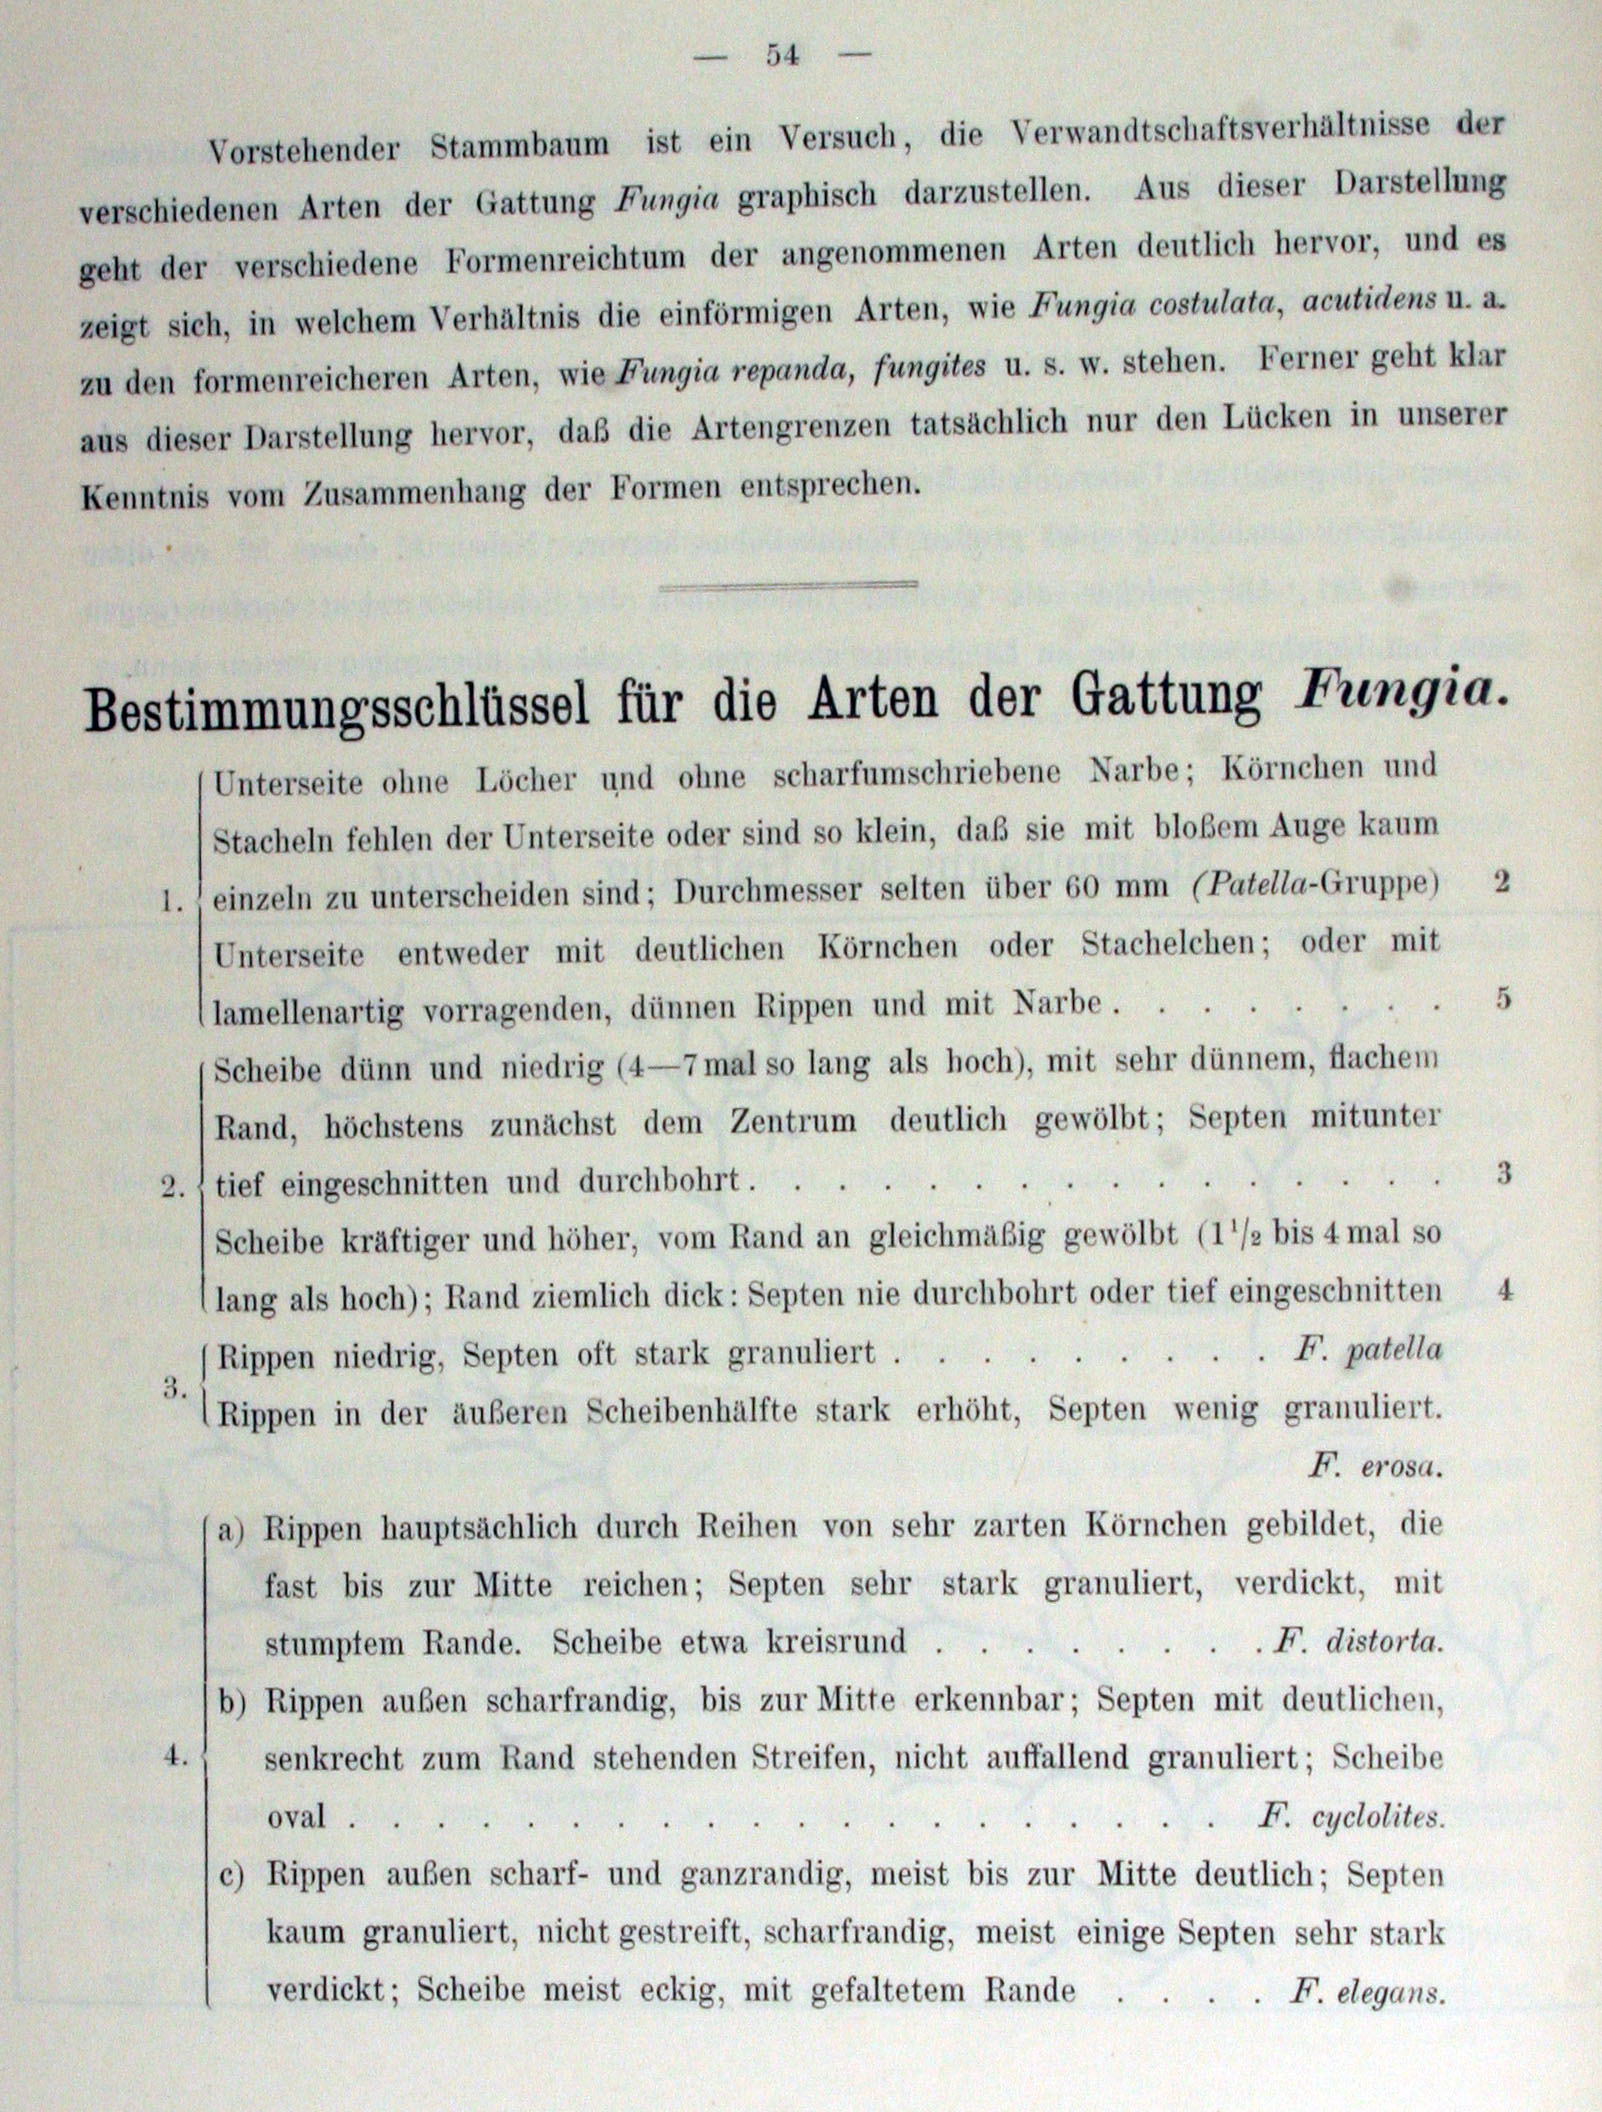 — 54 —
Vorstehender Stammbaum ist ein Versuch, die Verwandtschaftsverhältnisse der
verschiedenen Arten der Gattung Fungia graphisch darzustellen. Aus dieser Darstellung
geht der verschiedene Formenreichtum der angenommenen Arten deutlich hervor, und es
zeigt sich, in welchem Verhältnis die einförmigen Arten, wie Fungia costulata, acutidens u. a.
zu den formenreicheren Arten, wie Fungia repanda, fungites u. s. w. stehen. Ferner geht klar
aus dieser Darstellung hervor, daß die Artengrenzen tatsächlich nur den Lücken in unserer
Kenntnis vom Zusammenhang der Formen entsprechen.
Bestimmungsschlüssel für die Arten der Gattung Fungia.
Unterseite ohne Löcher und ohne scharfumschriebene Narbe; Körnchen und
Stacheln fehlen der Unterseite oder sind so klein, daß sie mit bloßem Auge kaum
1. einzeln zu unterscheiden sind; Durchmesser selten über 60 mm (Patella-Gruppe) 2
Unterseite entweder mit deutlichen Körnchen oder Stachelchen; oder mit
lamellenartig vorragenden, dünnen Rippen und mit Narbe . . . . . . . . 5
Scheibe dünn und niedrig (4—7mal so lang als hoch), mit sehr dünnem, flachem
Rand, höchstens zunächst dem Zentrum deutlich gewölbt; Septen mitunter
2. tief eingeschnitten und durchbohrt. . . . . . . . . . . . . . . . 3
Scheibe kräftiger und höher, vom Rand an gleichmäßig gewölbt (1½ bis 4mal so
lang als hoch); Rand ziemlich dick: Septen nie durchbohrt oder tief eingeschnitten 4
Rippen niedrig, Septen oft stark granuliert . . . . . . . . . F. patella
3.
Rippen in der äußeren Scheibenhälfte stark erhöht, Septen wenig granuliert.
F. erosa.
a) Rippen hauptsächlich durch Reihen von sehr zarten Körnchen gebildet, die
fast bis zur Mitte reichen; Septen sehr stark granuliert, verdickt, mit
stumptem Rande. Scheibe etwa kreisrund . . . . . . . . F. distorta.
b) Rippen außen scharfrandig, bis zur Mitte erkennbar; Septen mit deutlichen,
4. senkrecht zum Rand stehenden Streifen, nicht auffallend granuliert; Scheibe
oval . . . . . . . . . . . . . . . . . . . . F. cyclolites.
c) Rippen außen scharf- und ganzrandig, meist bis zur Mitte deutlich; Septen
kaum granuliert, nicht gestreift, scharfrandig, meist einige Septen sehr stark
verdickt; Scheibe meist eckig, mit gefaltetem Rande . . . . F. elegans.